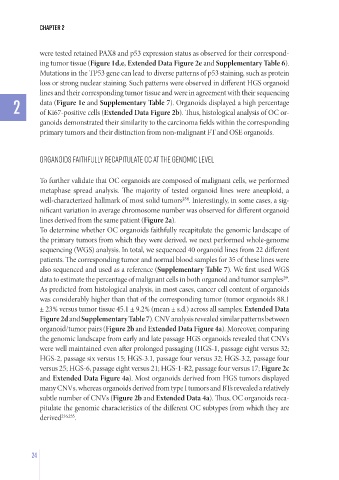 CHAPTER 2
were tested retained PAX8 and p53 expression status as observed for their correspond-
ing tumor tissue (Figure 1d,e, Extended Data Figure 2e and Supplementary Table 6).
Mutations in the TP53 gene can lead to diverse patterns of p53 staining, such as protein
loss or strong nuclear staining. Such patterns were observed in different HGS organoid
lines and their corresponding tumor tissue and were in agreement with their sequencing
data (Figure 1e and Supplementary Table 7). Organoids displayed a high percentage
of Ki67-positive cells (Extended Data Figure 2b). Thus, histological analysis of OC or-
ganoids demonstrated their similarity to the carcinoma fields within the corresponding
primary tumors and their distinction from non-malignant FT and OSE organoids.
2
ORGANOIDS FAITHFULLY RECAPITULATE OC AT THE GENOMIC LEVEL
To further validate that OC organoids are composed of malignant cells, we performed
metaphase spread analysis. The majority of tested organoid lines were aneuploid, a
well-characterized hallmark of most solid tumors. Interestingly, in some cases, a sig-
nificant variation in average chromosome number was observed for different organoid
lines derived from the same patient (Figure 2a).
To determine whether OC organoids faithfully recapitulate the genomic landscape of
the primary tumors from which they were derived, we next performed whole-genome
sequencing (WGS) analysis. In total, we sequenced 40 organoid lines from 22 different
patients. The corresponding tumor and normal blood samples for 35 of these lines were
also sequenced and used as a reference (Supplementary Table 7). We first used WGS
data to estimate the percentage of malignant cells in both organoid and tumor samples.
As predicted from histological analysis, cancer cell content of organoids
was considerably higher than that of the corresponding tumor (tumor organoids 88.1
± 23% versus tumor tissue 45.1 ± 9.2% (mean ± s.d.) across all samples; Extended Data
Figure 2d and Supplementary Table 7). CNV analysis revealed similar patterns between
organoid/tumor pairs (Figure 2b and Extended Data Figure 4a). Moreover, comparing
the genomic landscape from early and late passage HGS organoids revealed that CNVs
were well maintained even after prolonged passaging (HGS-1, passage eight versus 32;
HGS-2, passage six versus 15; HGS-3.1, passage four versus 32; HGS-3.2, passage four
versus 25, HGS-6, passage eight versus 21; HGS-1-R2, passage four versus 17, Figure 2c
and Extended Data Figure 4a). Most organoids derived from HGS tumors displayed
many CNVs, whereas organoids derived from type I tumors and BTs revealed a relatively
subtle number of CNVs (Figure 2b and Extended Data 4a). Thus, OC organoids reca-
pitulate the genomic characteristics of the different OC subtypes from which they are
derived
24